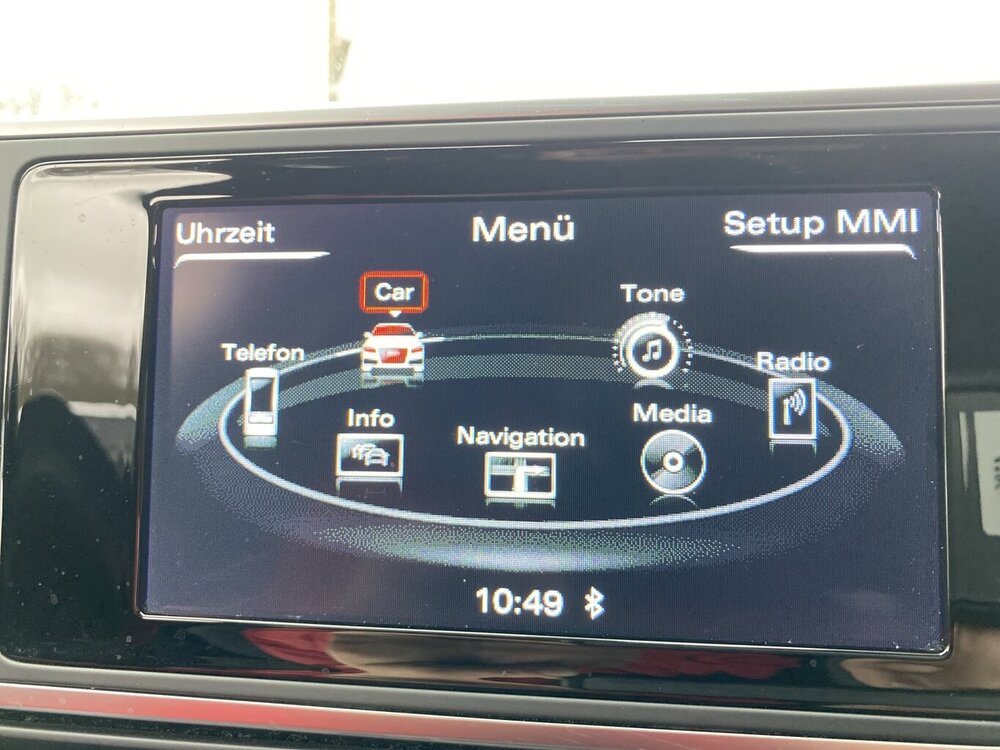 Uhrzeit
Menü
Setup MMI
Car
Tone
Telefon
Radio
Info
Navigation
Media
10:49